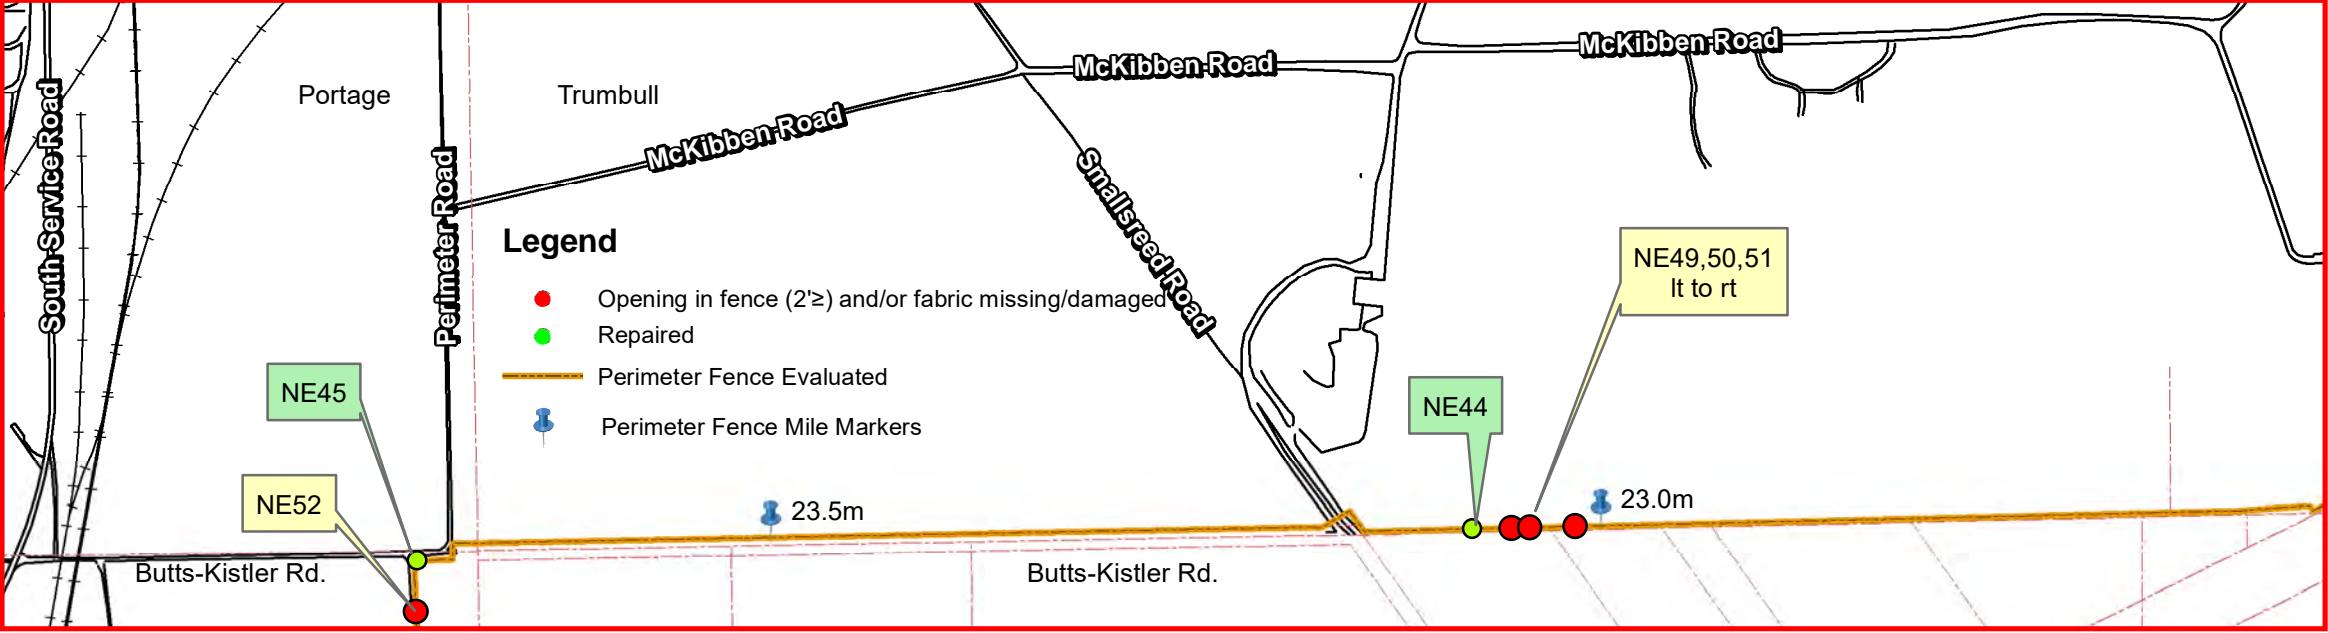 McKibben Road
McKibben Road
McKibben Road
Portage
Trumbull
South Service Road
Perimeter Road
Smallsreed Road
Legend
Opening in fence (2'≥) and/or fabric missing/damaged
Repaired
Perimeter Fence Evaluated
Perimeter Fence Mile Markers
NE49,50,51
lt to rt
NE45
NE44
NE52
23.5m
23.0m
Butts-Kistler Rd.
Butts-Kistler Rd.